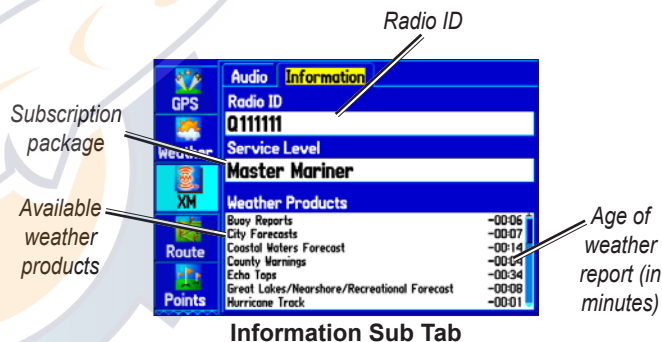 Radio ID
Audio Information
GPS
Radio ID
Q111111
Subscription package
Weather
Service Level
Master Mariner
XM
Weather Products
Available weather products
Buoy Reports -00:06
City Forecasts -00:07
Coastal Waters Forecast -00:14
County Warnings
Echo Tops -00:34
Great Lakes/Nearshore/Recreational Forecast -00:08
Hurricane Track -00:01
Route
Points
Age of weather report (in minutes)
Information Sub Tab